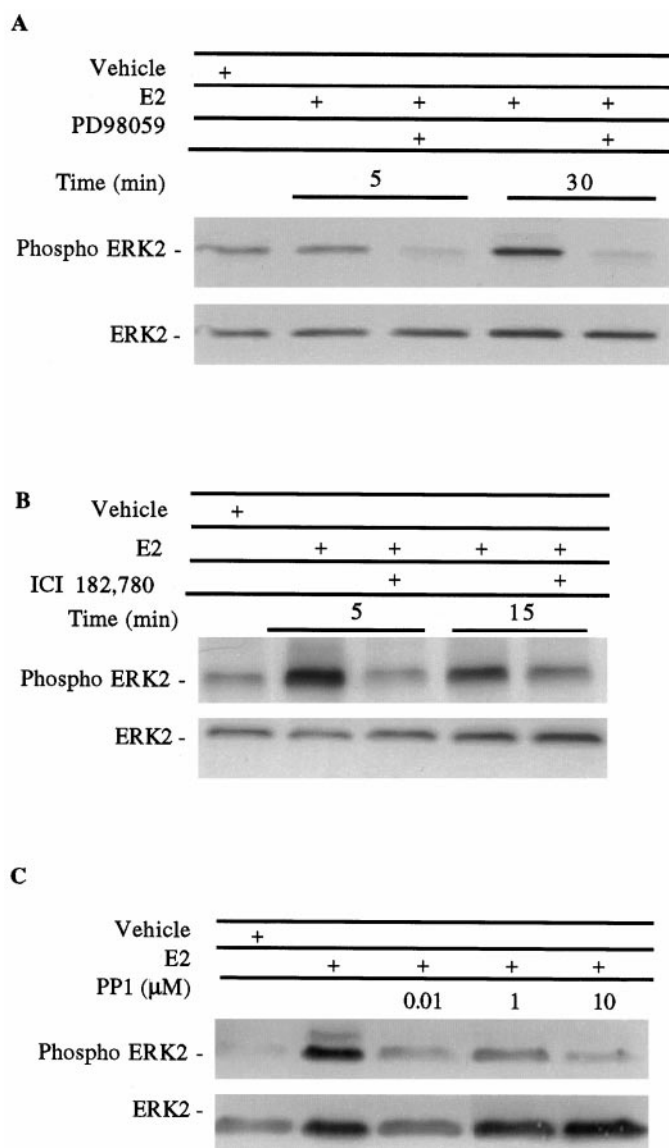 A
Vehicle +
E2 + + + +
PD98059 + +
Time (min) 5 30
Phospho ERK2 -
ERK2 -
B
Vehicle +
E2 + + + +
ICI 182,780 + +
Time (min) 5 15
Phospho ERK2 -
ERK2 -
C
Vehicle +
E2 + + + +
PP1 (µM) 0.01 1 10
Phospho ERK2 -
ERK2 -